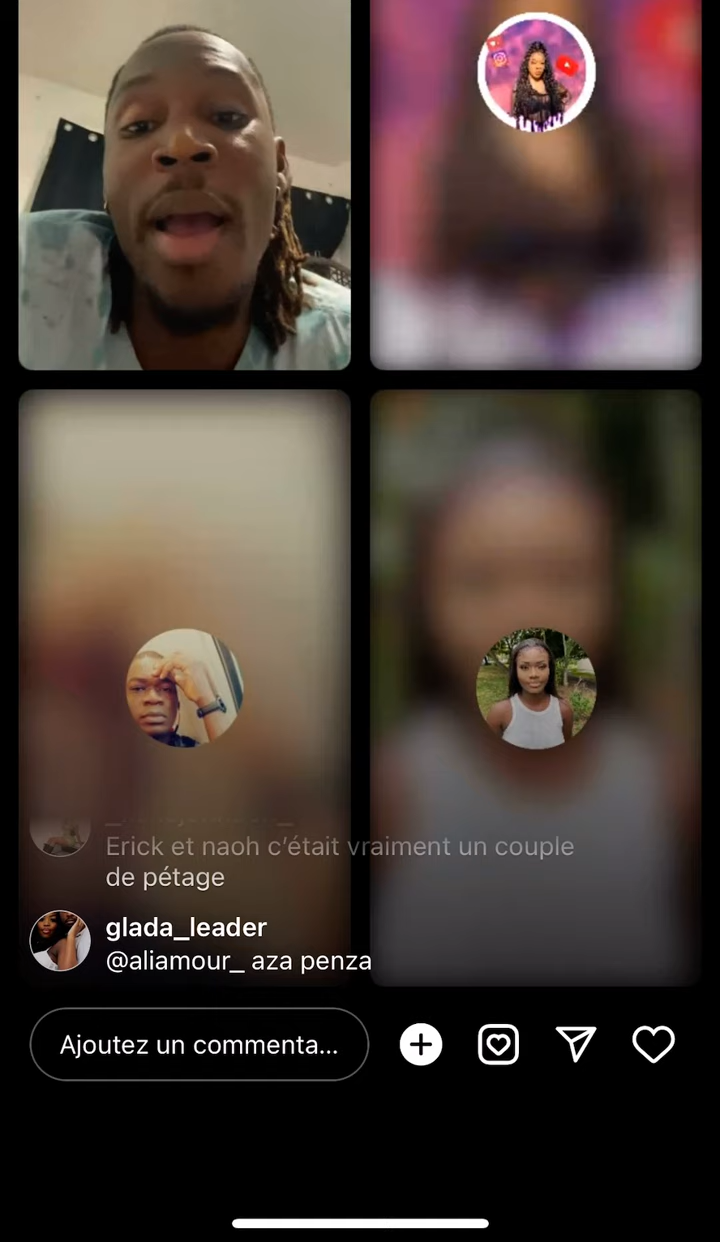 Erick et naoh c’était vraiment un couple
de pétage
glada_leader
@aliamour_ aza penza
Ajoutez un commenta...